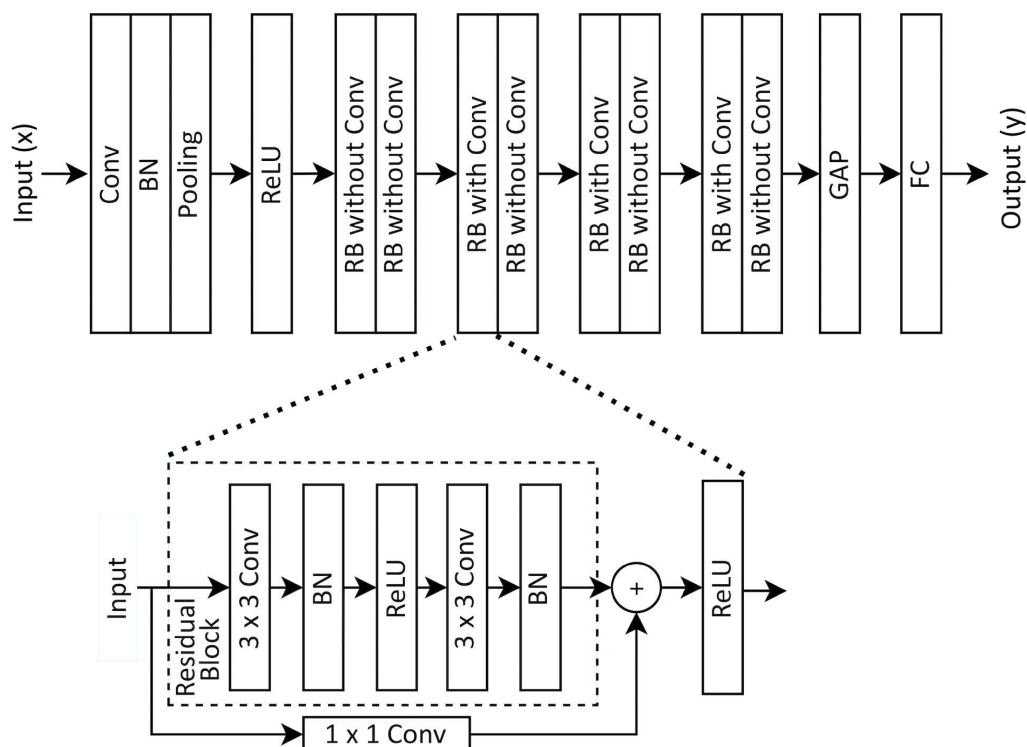 Input (x)
Conv
BN
Pooling
ReLU
RB without Conv
RB without Conv
RB with Conv
RB without Conv
RB with Conv
RB without Conv
RB with Conv
RB without Conv
GAP
FC
Output (y)
Input
Residual
Block
3 x 3 Conv
BN
ReLU
3 x 3 Conv
BN
+
ReLU
1 x 1 Conv